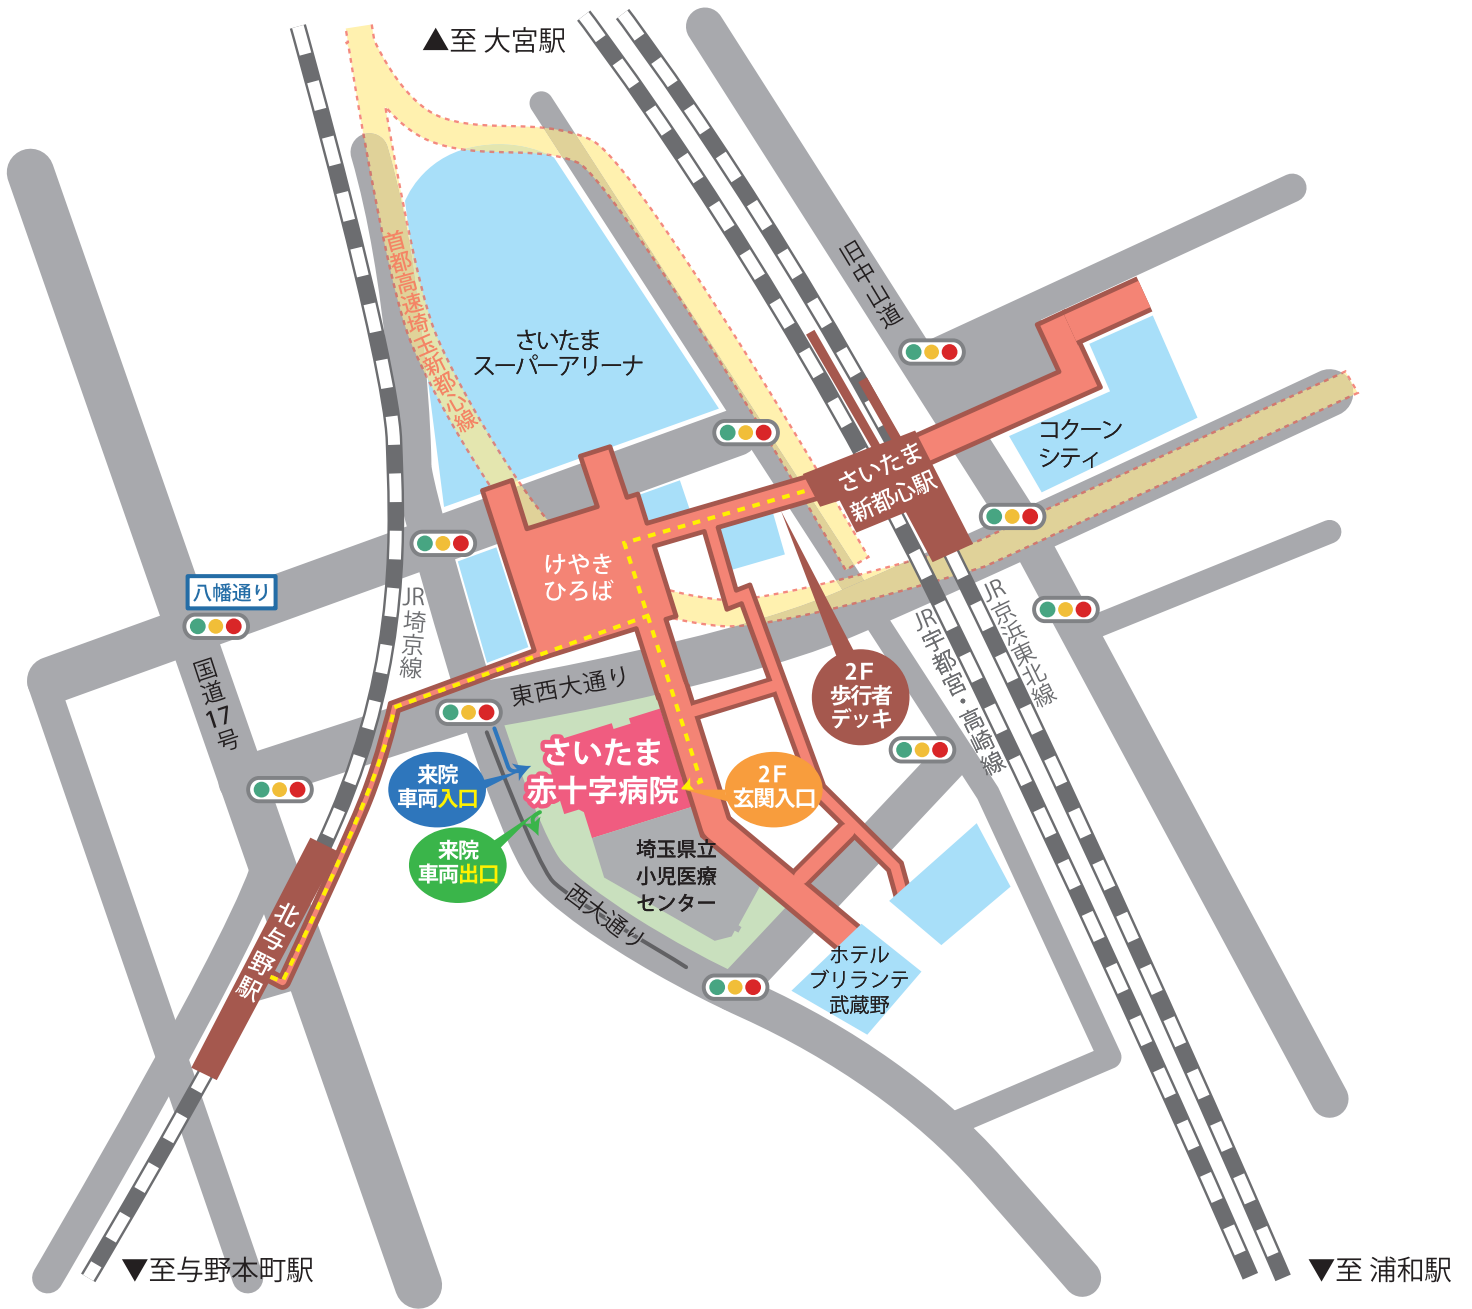 ▲至 大宮駅
旧中山道
首都高速埼玉新都心線
さいたま
スーパーアリーナ
コクーン
シティ
さいたま
新都心駅
けやき
ひろば
八幡通り
JR埼京線
国道17号
JR宇都宮・高崎線
JR京浜東北線
2F
歩行者
デッキ
東西大通り
さいたま
赤十字病院
来院
車両入口
2F
玄関入口
来院
車両出口
埼玉県立
小児医療
センター
西大通り
北与野駅
ホテル
ブリランテ
武蔵野
▼至与野本町駅
▼至 浦和駅